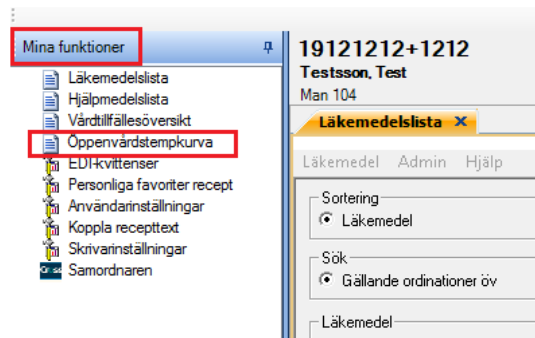 Mina funktioner
Läkemedelslista
Hjälpmedelslista
Vårdtillfällesöversikt
Öppenvårdstempkurva
EDI-kvittenser
Personliga favoriter recept
Användarinställningar
Koppla recepttext
Skrivarinställningar
Samordnaren
19121212+1212
Testsson, Test
Man 104
Läkemedelslista
Läkemedel Admin Hjälp
Sortering
Läkemedel
Sök
Gällande ordinationer öv
Läkemedel